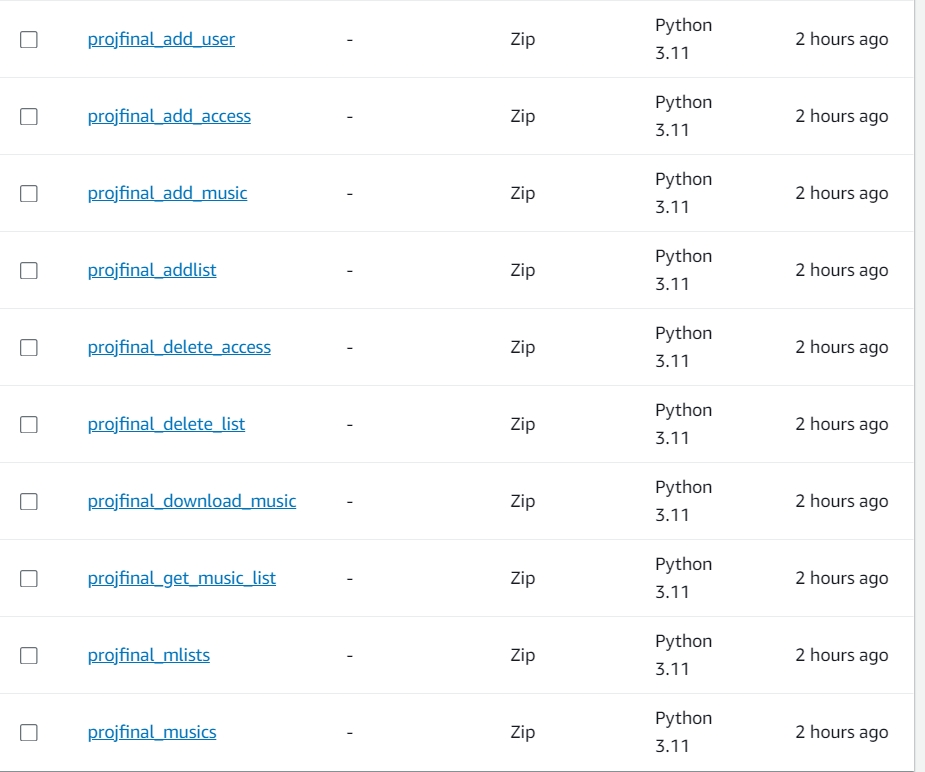 projfinal_add_user - Zip Python 3.11 2 hours ago
projfinal_add_access - Zip Python 3.11 2 hours ago
projfinal_add_music - Zip Python 3.11 2 hours ago
projfinal_addlist - Zip Python 3.11 2 hours ago
projfinal_delete_access - Zip Python 3.11 2 hours ago
projfinal_delete_list - Zip Python 3.11 2 hours ago
projfinal_download_music - Zip Python 3.11 2 hours ago
projfinal_get_music_list - Zip Python 3.11 2 hours ago
projfinal_mlists - Zip Python 3.11 2 hours ago
projfinal_musics - Zip Python 3.11 2 hours ago